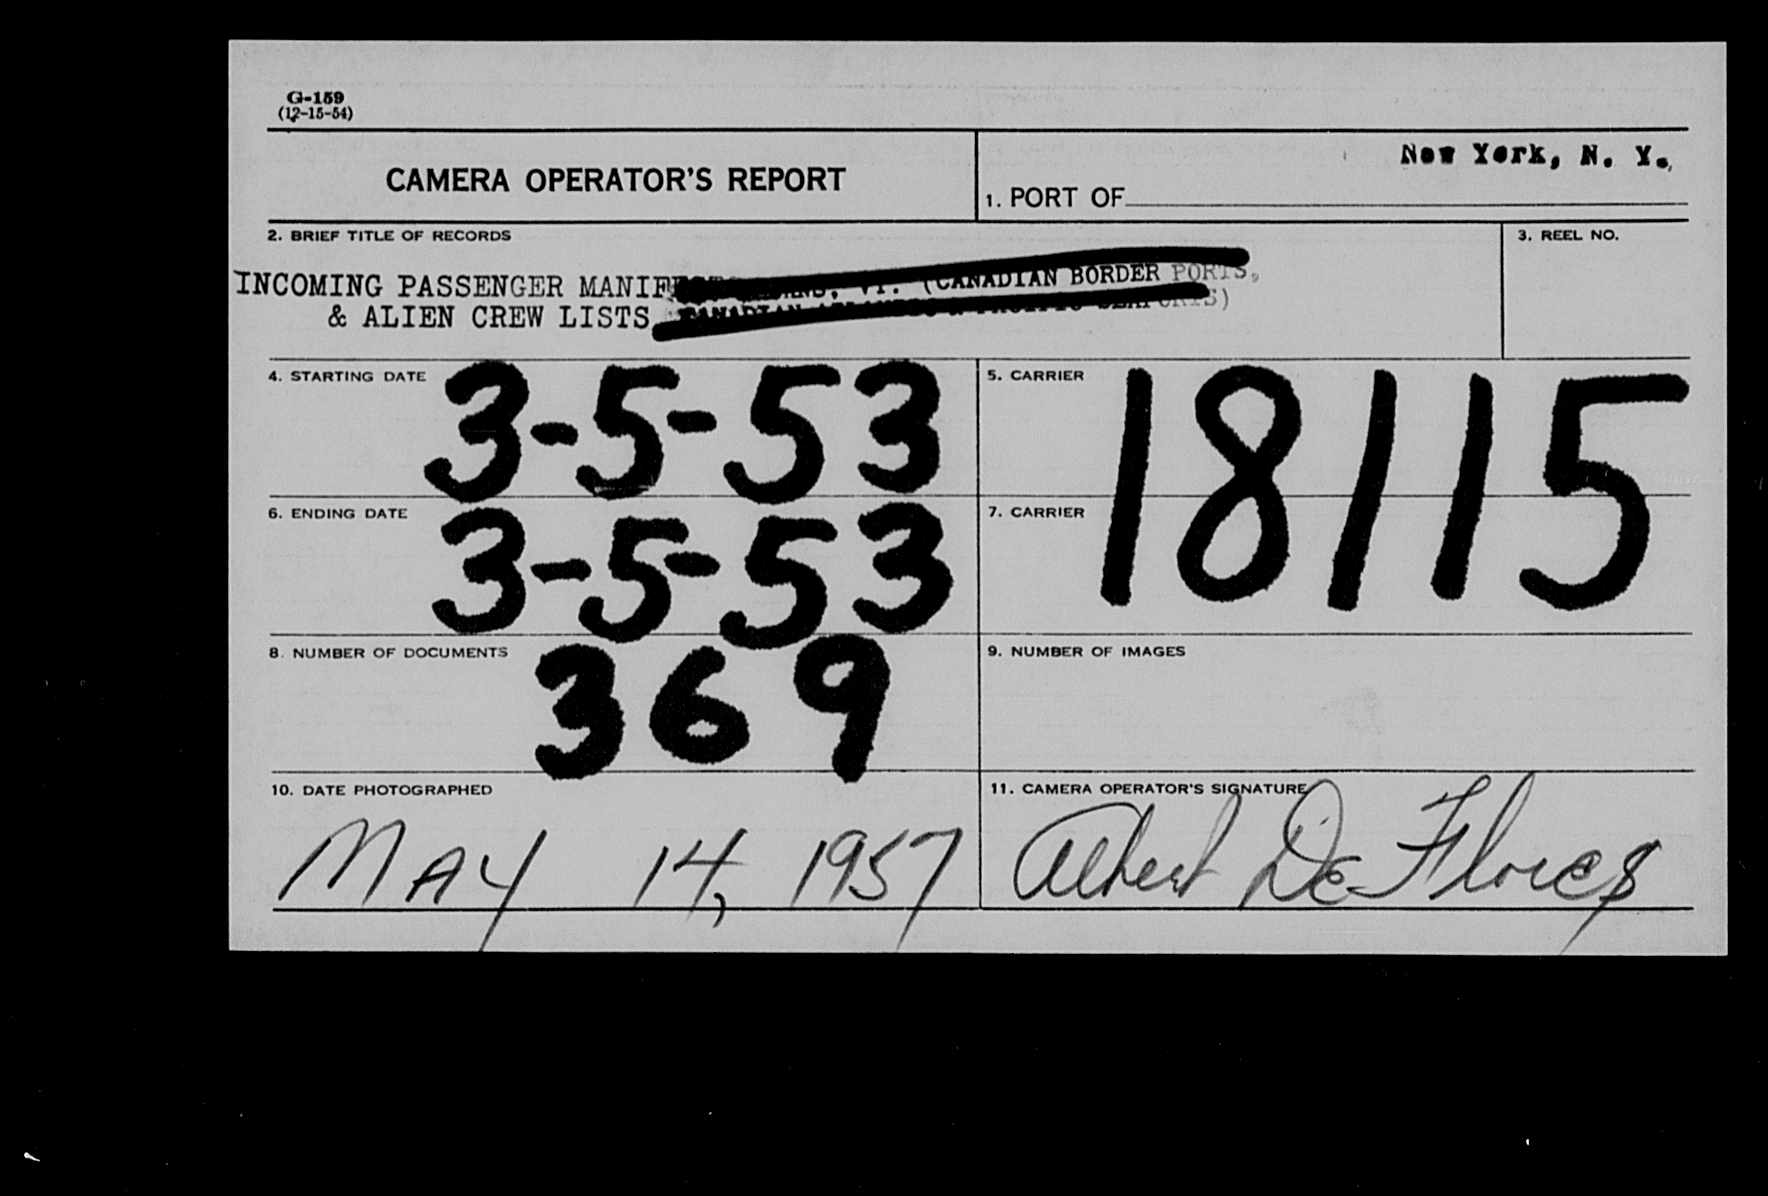 G-159
(12-15-54)
CAMERA OPERATOR'S REPORT
New York, N. Y.
1. PORT OF
2. BRIEF TITLE OF RECORDS
3. REEL NO.
INCOMING PASSENGER VT. (CANADIAN BORDER PORTS,
& ALIEN CREW LISTS
4. STARTING DATE 3-5-53
5. CARRIER 18115
6. ENDING DATE 3-5-53
7. CARRIER
8. NUMBER OF DOCUMENTS 369
9. NUMBER OF IMAGES
10. DATE PHOTOGRAPHED
MAY 14, 1957
11. CAMERA OPERATOR'S SIGNATURE
Albert De Flores